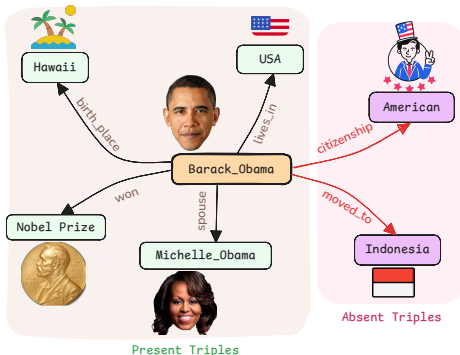 Hawaii
USA
American
birth_place
lives_in
citizenship
Barack_Obama
won
spouse
moved_to
Nobel Prize
Michelle_Obama
Indonesia
Absent Triples
Present Triples